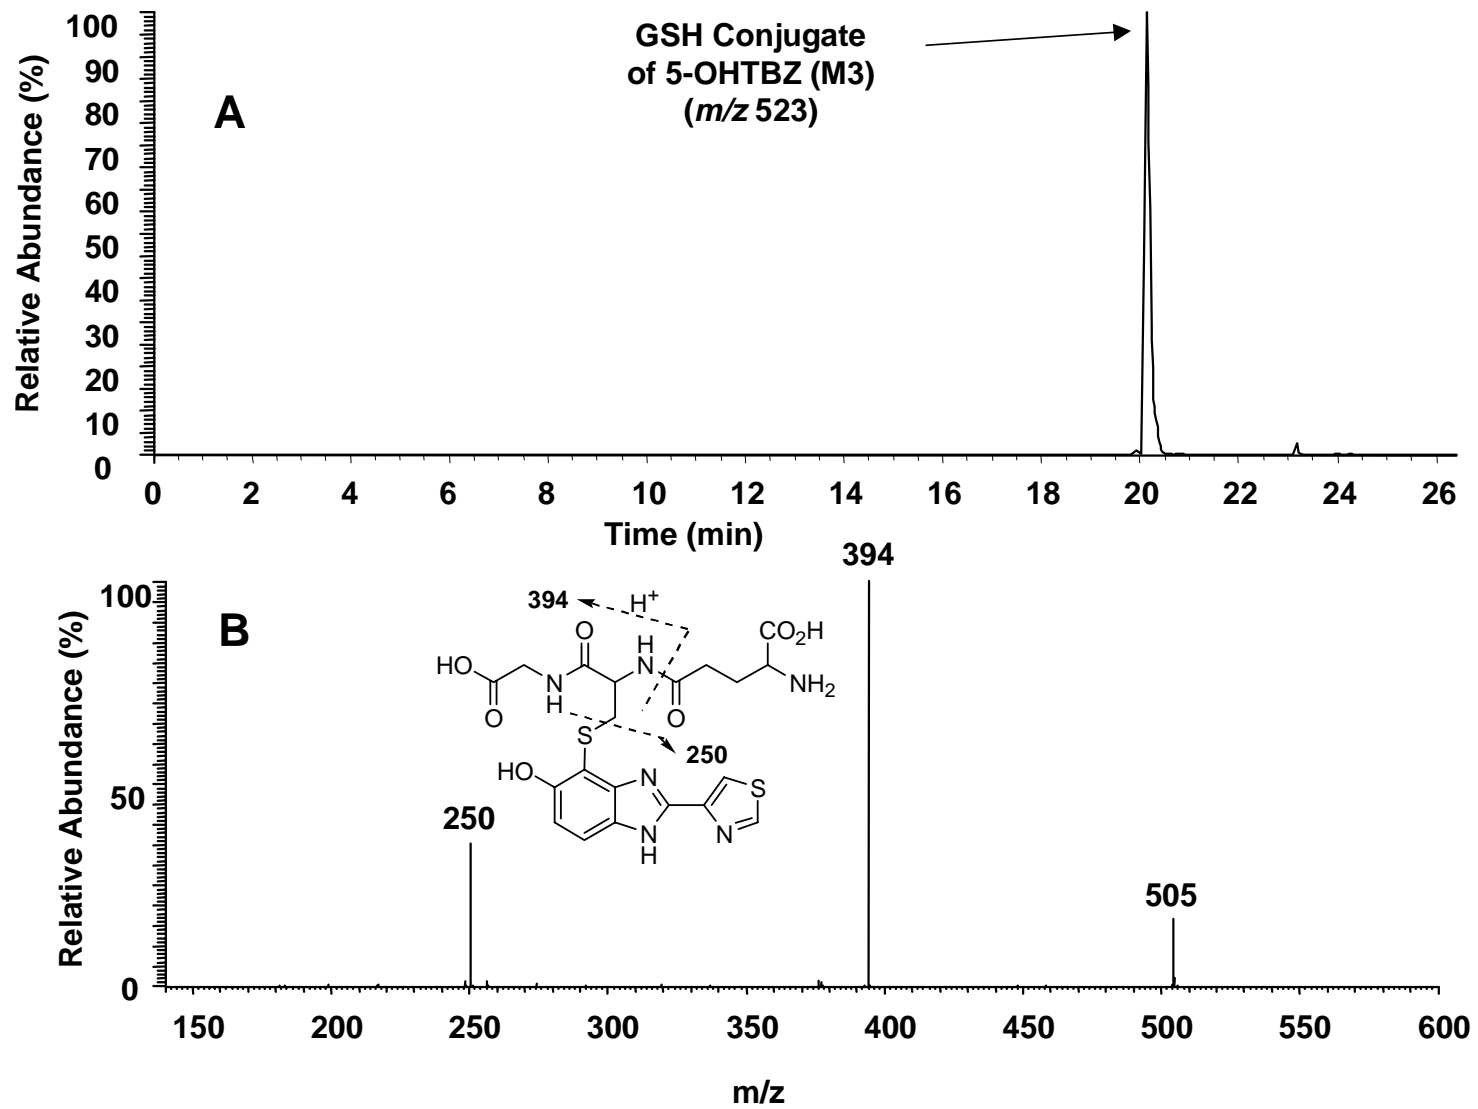 GSH Conjugate
of 5-OHTBZ (M3)
(m/z 523)
A
Relative Abundance (%)
100
90
80
70
60
50
40
30
20
10
0
0 2 4 6 8 10 12 14 16 18 20 22 24 26
Time (min)
B
Relative Abundance (%)
100
50
0
394
250
505
394 H⁺
O H CO₂H
HO N NH₂
N
H
O O
S 250
HO N S
N N
H
150 200 250 300 350 400 450 500 550 600
m/z